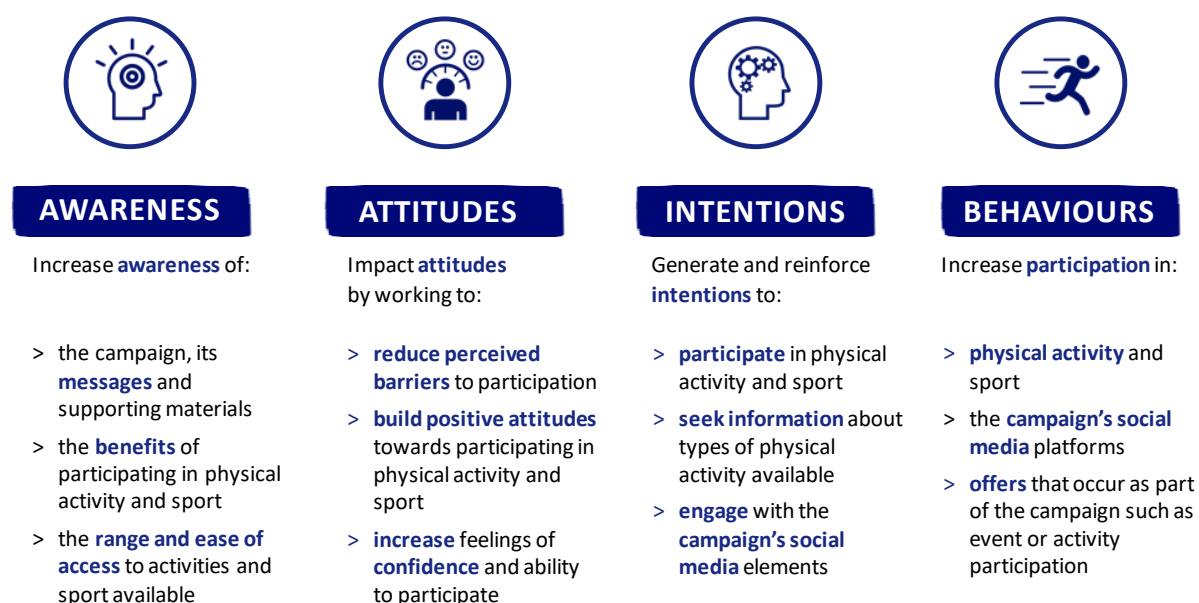 AWARENESS
Increase awareness of:
> the campaign, its
messages and
supporting materials
> the benefits of
participating in physical
activity and sport
> the range and ease of
access to activities and
sport available
ATTITUDES
Impact attitudes
by working to:
> reduce perceived
barriers to participation
> build positive attitudes
towards participating in
physical activity and
sport
> increase feelings of
confidence and ability
to participate
INTENTIONS
Generate and reinforce
intentions to:
> participate in physical
activity and sport
> seek information about
types of physical
activity available
> engage with the
campaign's social
media elements
BEHAVIOURS
Increase participation in:
> physical activity and
sport
> the campaign's social
media platforms
> offers that occur as part
of the campaign such as
event or activity
participation